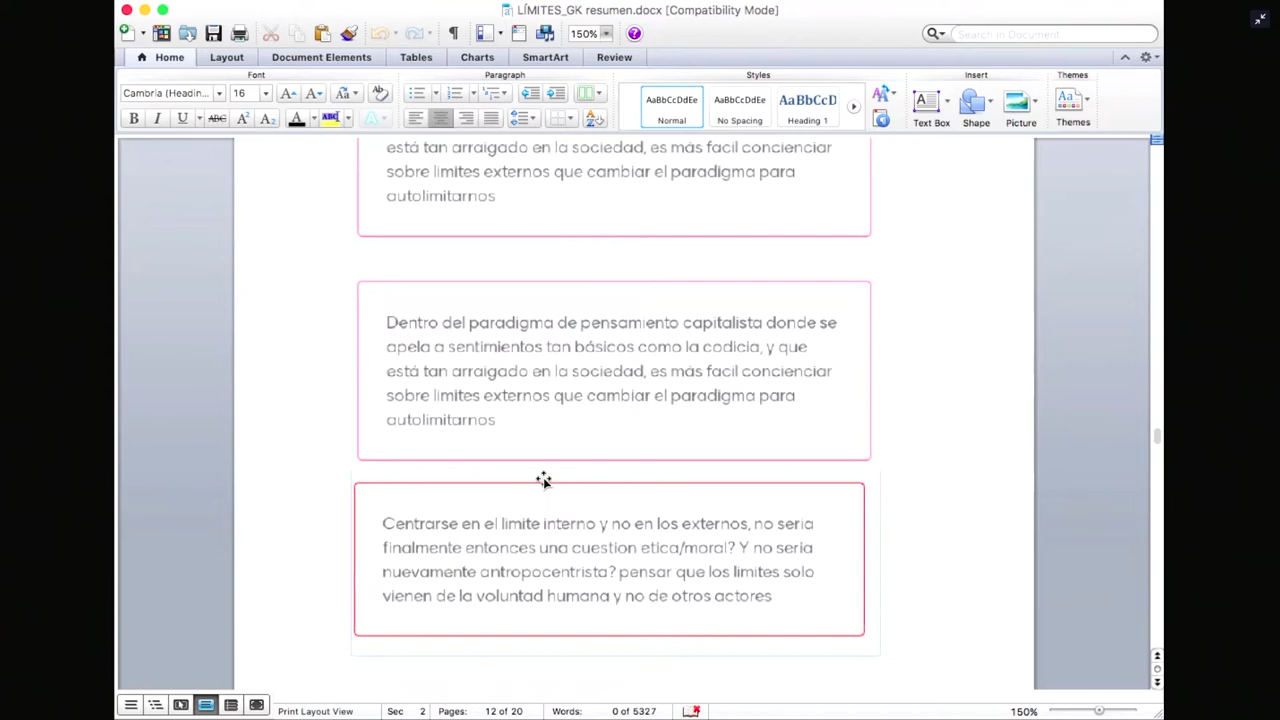 LÍMITES_GK resumen.docx [Compatibility Mode]
150%
Search in Document
Home Layout Document Elements Tables Charts SmartArt Review
Font Paragraph Styles Insert Themes
Cambria (Headin... 16
AaBbCcDdEe AaBbCcDdEe AaBbCcD
Normal No Spacing Heading 1 Text Box Shape Picture Themes
está tan arraigado en la sociedad, es más facil concienciar
sobre limites externos que cambiar el paradigma para
autolimitarnos
Dentro del paradigma de pensamiento capitalista donde se
apela a sentimientos tan básicos como la codicia, y que
está tan arraigado en la sociedad, es más facil concienciar
sobre limites externos que cambiar el paradigma para
autolimitarnos
Centrarse en el limite interno y no en los externos, no seria
finalmente entonces una cuestion etica/moral? Y no seria
nuevamente antropocentrista? pensar que los limites solo
vienen de la voluntad humana y no de otros actores
Print Layout View Sec 2 Pages: 12 of 20 Words: 0 of 5327 150%